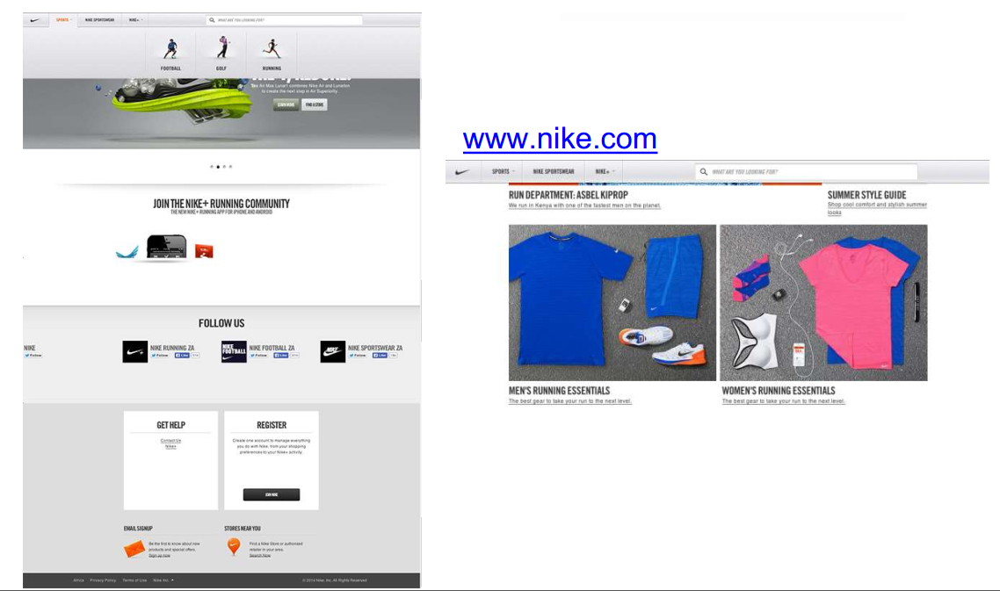 SPORTS
NIKE SPORTSWEAR
NIKE+
WHAT ARE YOU LOOKING FOR?
FOOTBALL
GOLF
RUNNING
The Air Max Lunar1 combines Nike Air and Lunarlon
to create the next step in Air Superiority.
LEARN MORE
FIND A STORE
JOIN THE NIKE+ RUNNING COMMUNITY
THE NEW NIKE+ RUNNING APP FOR IPHONE AND ANDROID
FOLLOW US
NIKE
Follow
NIKE RUNNING ZA
Follow
Like
NIKE FOOTBALL
NIKE FOOTBALL ZA
Follow
Like
NIKE SPORTSWEAR ZA
Follow
Like
GET HELP
Contact Us
Nike+
REGISTER
Create one account to manage everything
you do with Nike, from your shopping
preferences to your Nike+ activity.
JOIN NIKE
EMAIL SIGNUP
Be the first to know about new
products and special offers.
Sign up now
STORES NEAR YOU
Find a Nike Store or authorised
retailer in your area.
Search Now
Africa
Privacy Policy
Terms of Use
Nike Inc.
© 2014 Nike, Inc. All Rights Reserved
www.nike.com
SPORTS
NIKE SPORTSWEAR
NIKE+
WHAT ARE YOU LOOKING FOR?
RUN DEPARTMENT: ASBEL KIPROP
We run in Kenya with one of the fastest men on the planet.
SUMMER STYLE GUIDE
Shop cool comfort and stylish summer
looks
MEN'S RUNNING ESSENTIALS
The best gear to take your run to the next level.
WOMEN'S RUNNING ESSENTIALS
The best gear to take your run to the next level.